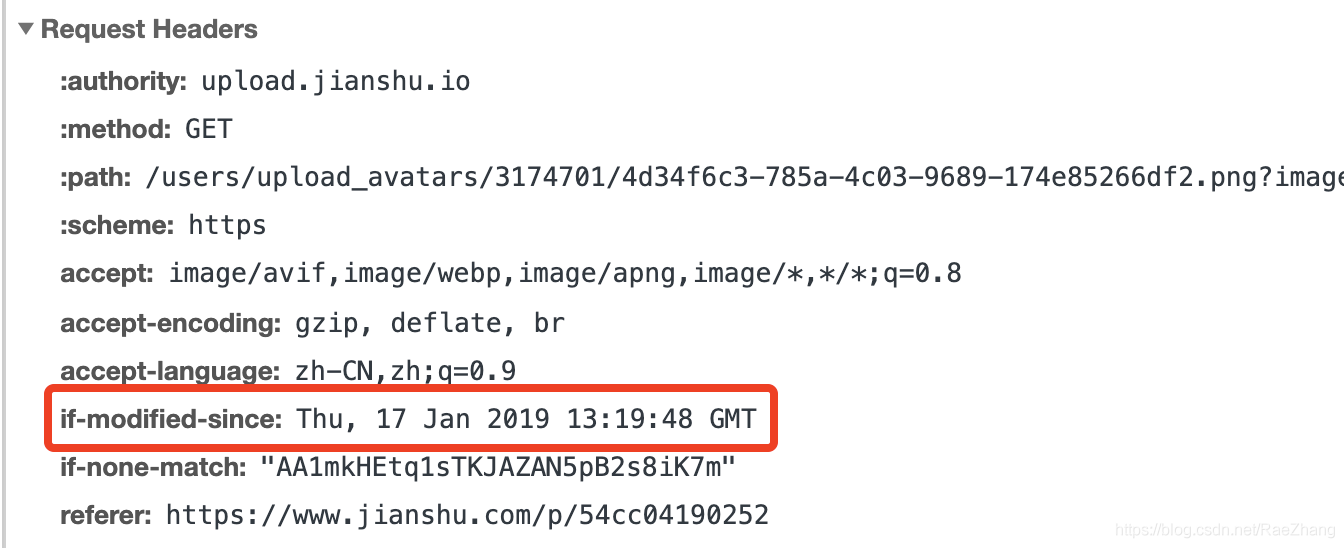 ▼ Request Headers
:authority: upload.jianshu.io
:method: GET
:path: /users/upload_avatars/3174701/4d34f6c3-785a-4c03-9689-174e85266df2.png?image
:scheme: https
accept: image/avif,image/webp,image/apng,image/*,*/*;q=0.8
accept-encoding: gzip, deflate, br
accept-language: zh-CN,zh;q=0.9
if-modified-since: Thu, 17 Jan 2019 13:19:48 GMT
if-none-match: "AA1mkHEtq1sTKJAZAN5pB2s8iK7m"
referer: https://www.jianshu.com/p/54cc04190252
https://blog.csdn.net/RaeZhang